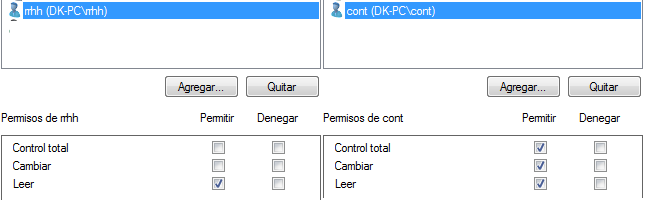 rrhh (DK-PC\rrhh)
cont (DK-PC\cont)
Agregar... Quitar
Agregar... Quitar
Permisos de rrhh Permitir Denegar
Permisos de cont Permitir Denegar
Control total
Cambiar
Leer
Control total
Cambiar
Leer